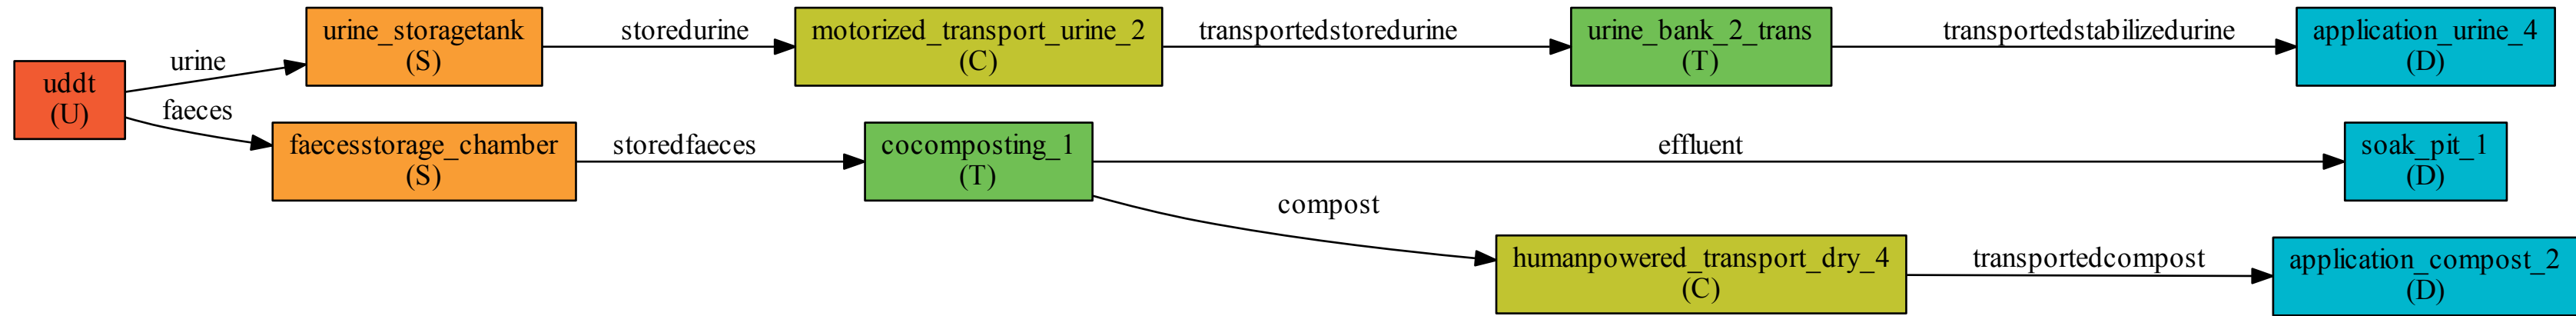 uddt
(U)
urine
faeces
urine_storagetank
(S)
storedurine
motorized_transport_urine_2
(C)
transportedstoredurine
urine_bank_2_trans
(T)
transportedstabilizedurine
application_urine_4
(D)
faecesstorage_chamber
(S)
storedfaeces
cocomposting_1
(T)
effluent
soak_pit_1
(D)
compost
humanpowered_transport_dry_4
(C)
transportedcompost
application_compost_2
(D)